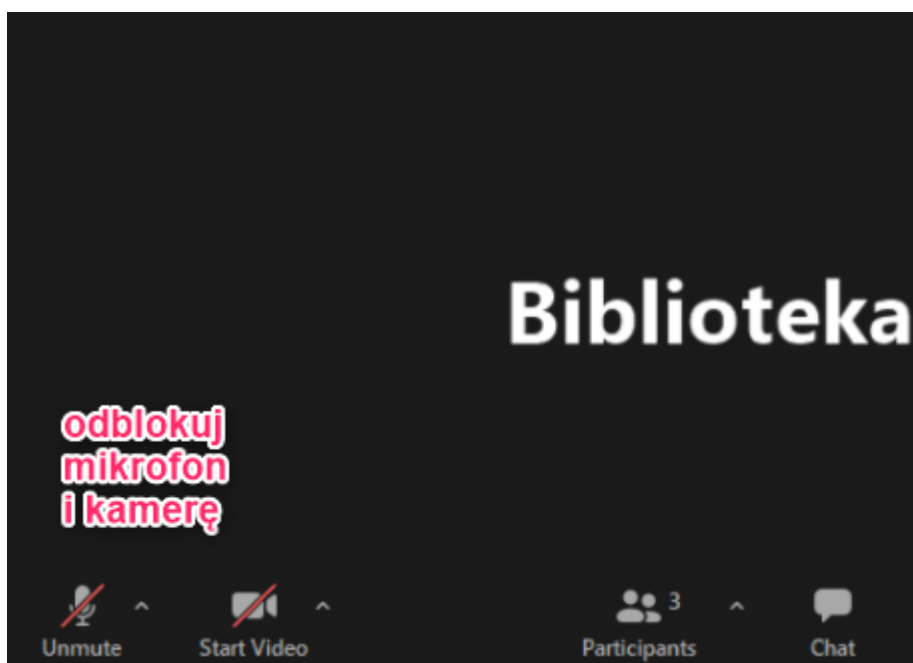 Biblioteka
odblokuj
mikrofon
i kamerę
Unmute
Start Video
3
Participants
Chat